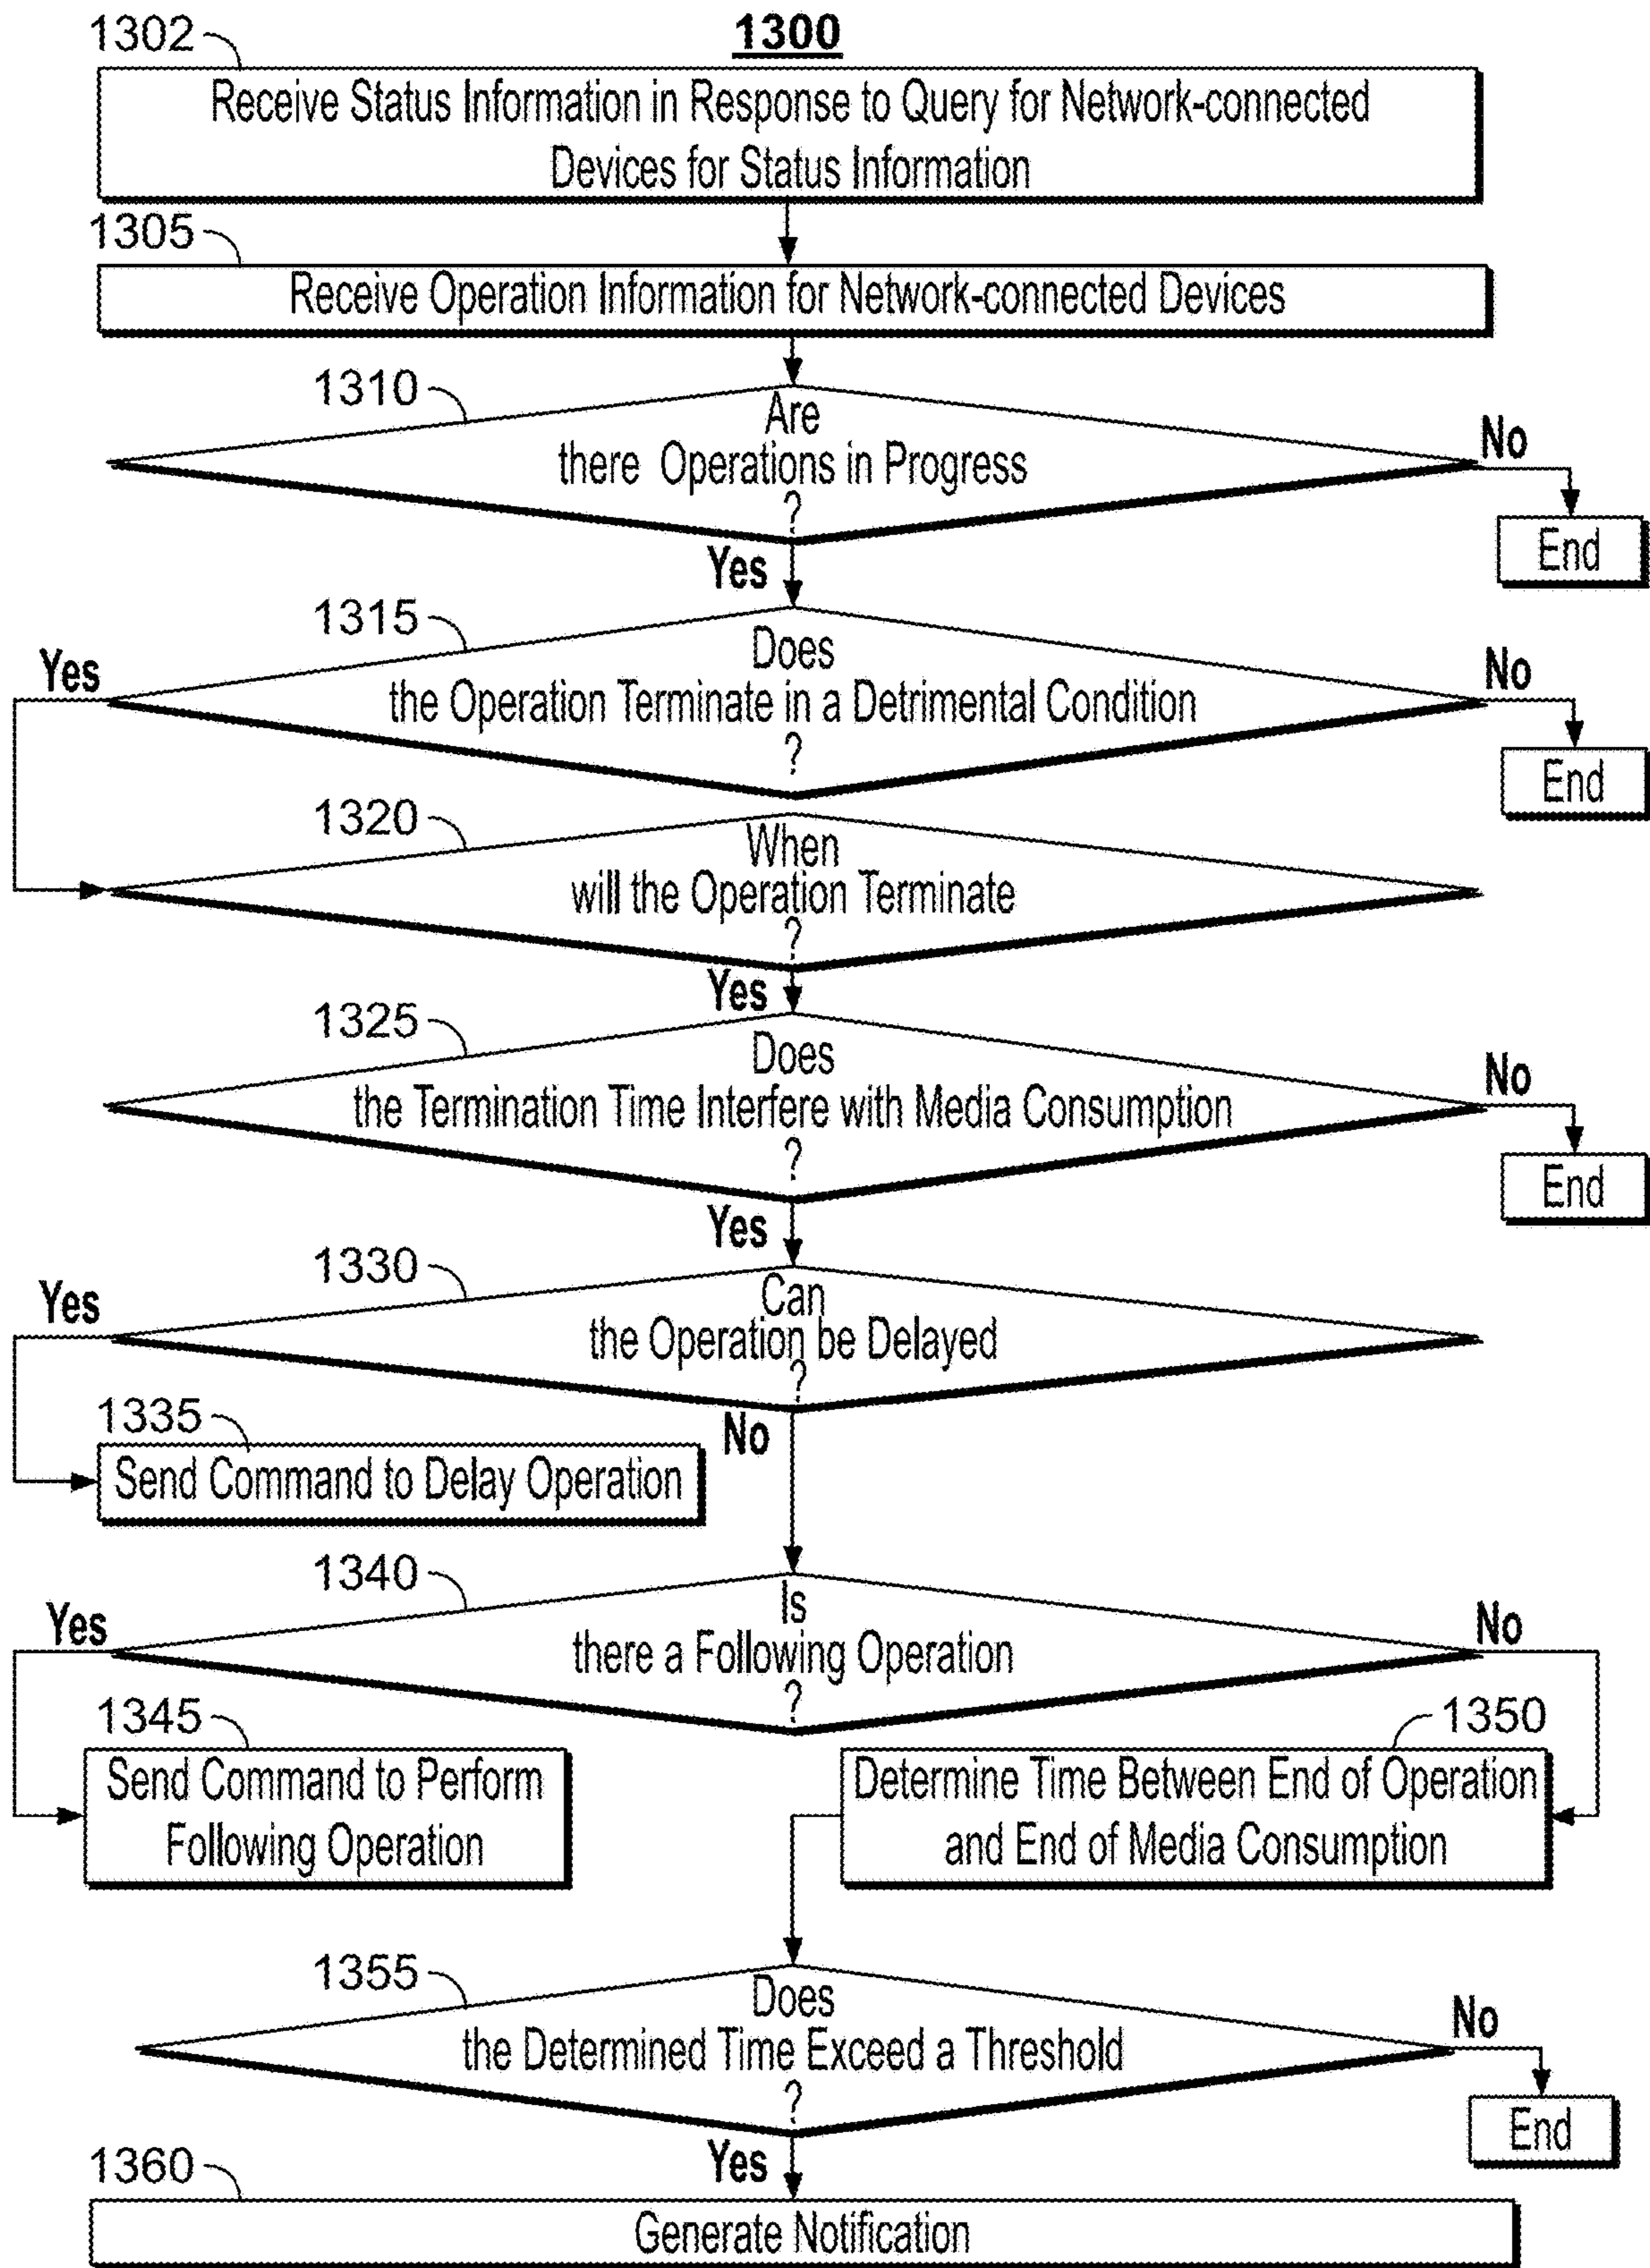 1300
1302
Receive Status Information in Response to Query for Network-connected
Devices for Status Information
1305
Receive Operation Information for Network-connected Devices
1310
Are
there Operations in Progress
?
No
End
Yes
1315
Does
the Operation Terminate in a Detrimental Condition
?
Yes
No
End
1320
When
will the Operation Terminate
?
Yes
1325
Does
the Termination Time Interfere with Media Consumption
?
No
End
Yes
1330
Can
the Operation be Delayed
?
Yes
No
1335
Send Command to Delay Operation
1340
Is
there a Following Operation
?
Yes
No
1345
Send Command to Perform
Following Operation
1350
Determine Time Between End of Operation
and End of Media Consumption
1355
Does
the Determined Time Exceed a Threshold
?
No
End
Yes
1360
Generate Notification